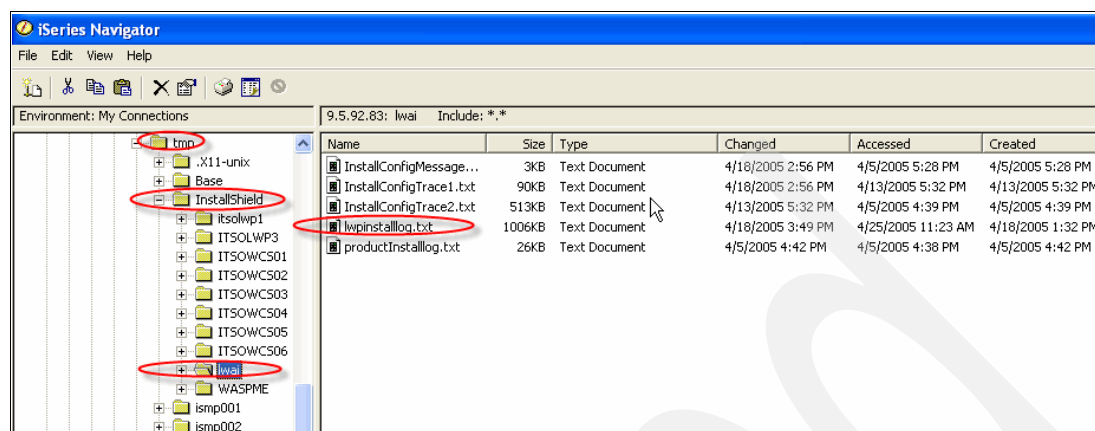 iSeries Navigator
File Edit View Help
Environment: My Connections
9.5.92.83: lwai Include: *.*
tmp
.X11-unix
Base
InstallShield
itsolwp1
ITSOLWP3
ITSOWCS01
ITSOWCS02
ITSOWCS03
ITSOWCS04
ITSOWCS05
ITSOWCS06
lwai
WASPME
ismp001
ismp002
Name Size Type Changed Accessed Created
InstallConfigMessage... 3KB Text Document 4/18/2005 2:56 PM 4/5/2005 5:28 PM 4/5/2005 5:28 PM
InstallConfigTrace1.txt 90KB Text Document 4/18/2005 2:56 PM 4/13/2005 5:32 PM 4/13/2005 5:32 PM
InstallConfigTrace2.txt 513KB Text Document 4/13/2005 5:32 PM 4/5/2005 4:39 PM 4/5/2005 4:39 PM
lwpinstalllog.txt 1006KB Text Document 4/18/2005 3:49 PM 4/25/2005 11:23 AM 4/18/2005 1:32 PM
productInstalllog.txt 26KB Text Document 4/5/2005 4:42 PM 4/5/2005 4:38 PM 4/5/2005 4:42 PM